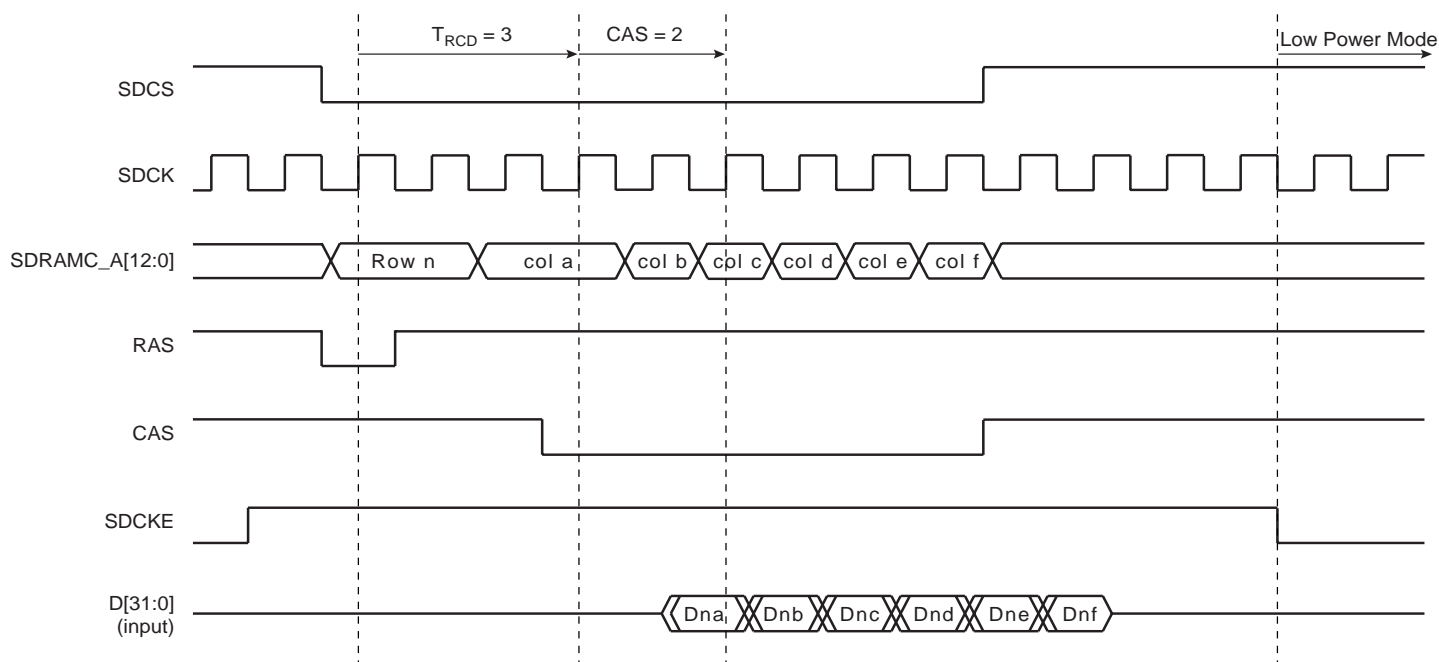 TRCD = 3 CAS = 2 Low Power Mode
SDCS
SDCK
SDRAMC_A[12:0] Row n col a col b col c col d col e col f
RAS
CAS
SDCKE
D[31:0] Dna Dnb Dnc Dnd Dne Dnf
(input)